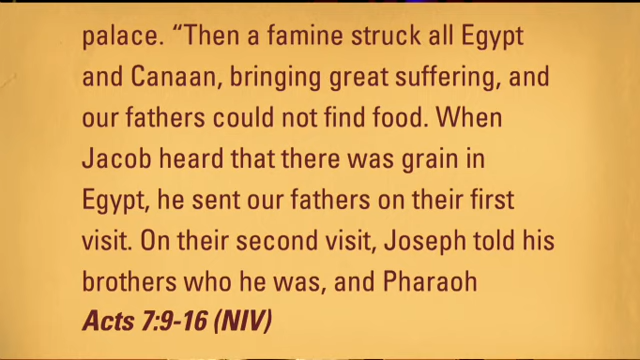 palace. “Then a famine struck all Egypt
and Canaan, bringing great suffering, and
our fathers could not find food. When
Jacob heard that there was grain in
Egypt, he sent our fathers on their first
visit. On their second visit, Joseph told his
brothers who he was, and Pharaoh
Acts 7:9-16 (NIV)